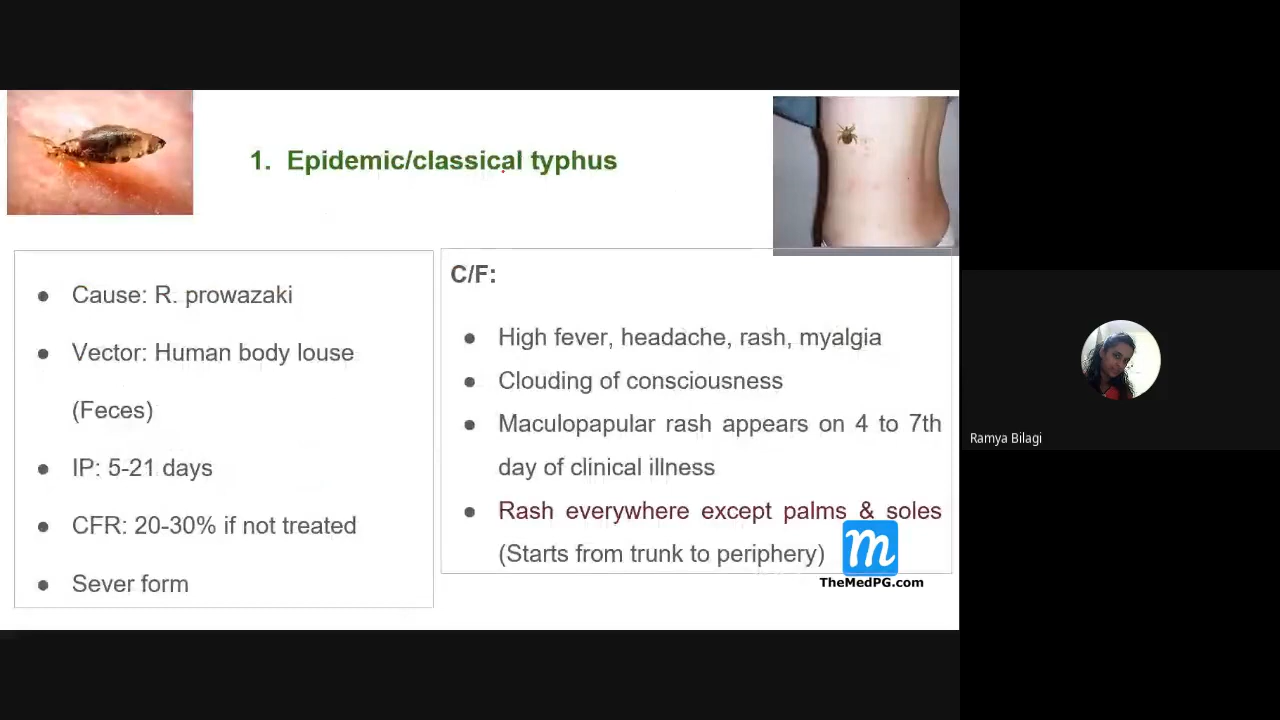 1. Epidemic/classical typhus
● Cause: R. prowazaki
● Vector: Human body louse
(Feces)
● IP: 5-21 days
● CFR: 20-30% if not treated
● Sever form
C/F:
● High fever, headache, rash, myalgia
● Clouding of consciousness
● Maculopapular rash appears on 4 to 7th
day of clinical illness
● Rash everywhere except palms & soles
(Starts from trunk to periphery)
m
TheMedPG.com
Ramya Bilagi